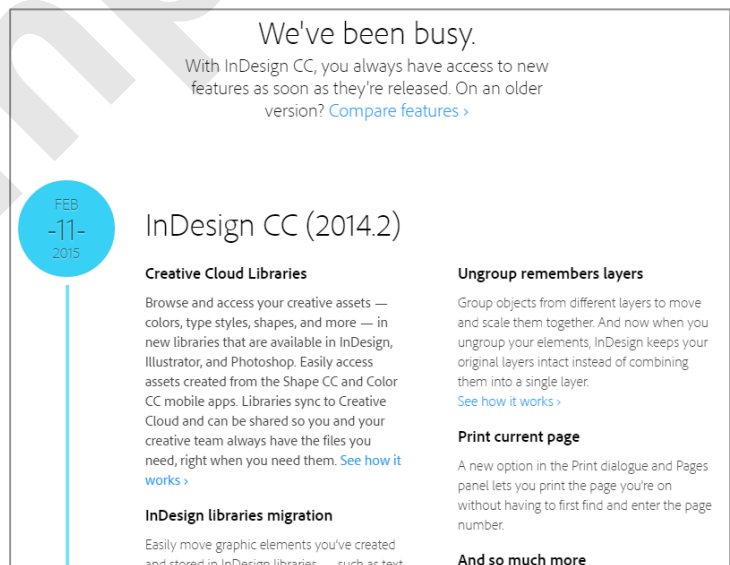 We've been busy.
With InDesign CC, you always have access to new
features as soon as they're released. On an older
version? Compare features ›
FEB
-11-
2015
InDesign CC (2014.2)
Creative Cloud Libraries
Browse and access your creative assets —
colors, type styles, shapes, and more — in
new libraries that are available in InDesign,
Illustrator, and Photoshop. Easily access
assets created from the Shape CC and Color
CC mobile apps. Libraries sync to Creative
Cloud and can be shared so you and your
creative team always have the files you
need, right when you need them. See how it
works ›
InDesign libraries migration
Easily move graphic elements you've created
and stored in InDesign libraries — such as text
Ungroup remembers layers
Group objects from different layers to move
and scale them together. And now when you
ungroup your elements, InDesign keeps your
original layers intact instead of combining
them into a single layer.
See how it works ›
Print current page
A new option in the Print dialogue and Pages
panel lets you print the page you're on
without having to first find and enter the page
number.
And so much more